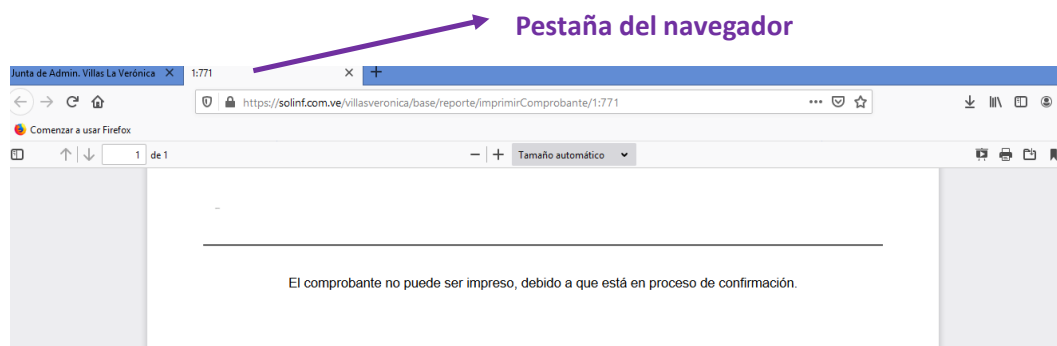 Pestaña del navegador
Junta de Admin. Villas La Verónica
1:771
https://solinf.com.ve/villasveronica/base/reporte/imprimirComprobante/1:771
Comenzar a usar Firefox
1 de 1
Tamaño automático
El comprobante no puede ser impreso, debido a que está en proceso de confirmación.